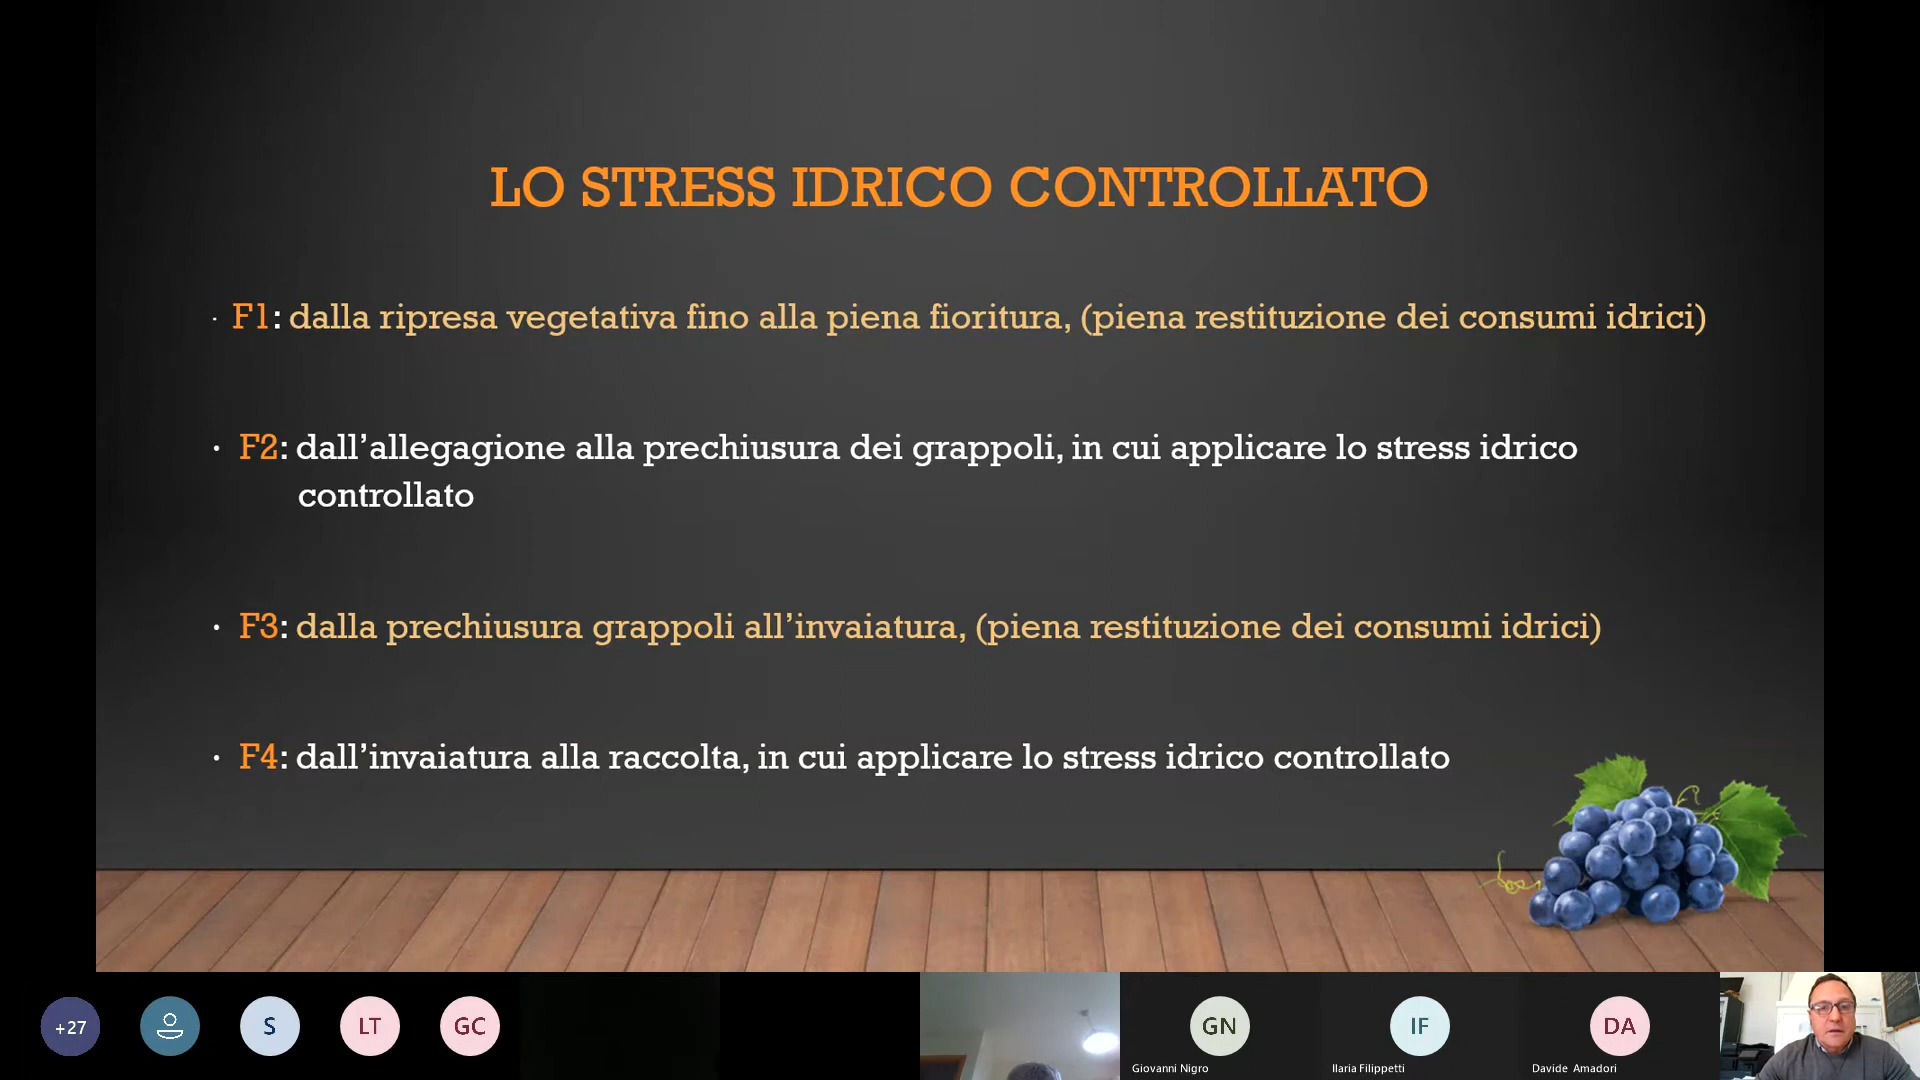 LO STRESS IDRICO CONTROLLATO
· F1: dalla ripresa vegetativa fino alla piena fioritura, (piena restituzione dei consumi idrici)
· F2: dall’allegagione alla prechiusura dei grappoli, in cui applicare lo stress idrico
controllato
· F3: dalla prechiusura grappoli all’invaiatura, (piena restituzione dei consumi idrici)
· F4: dall’invaiatura alla raccolta, in cui applicare lo stress idrico controllato
+27
S
LT
GC
GN
IF
DA
Giovanni Nigro
Ilaria Filippetti
Davide Amadori